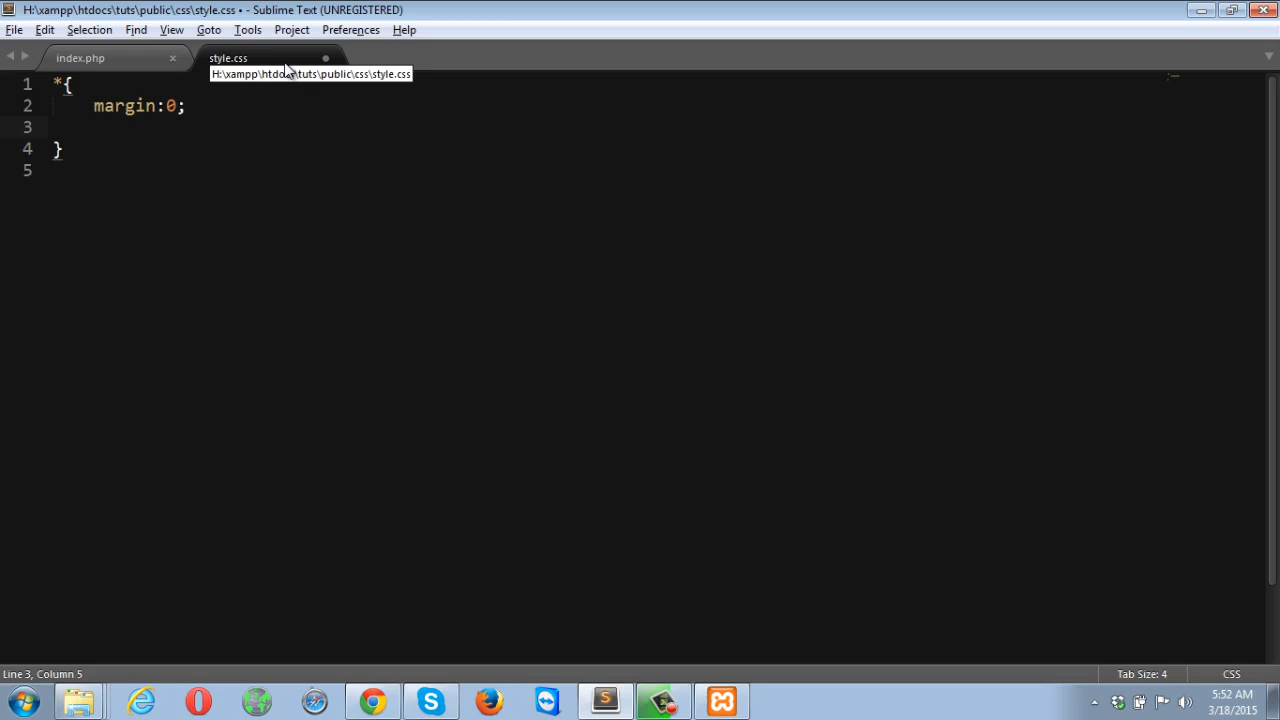 H:\xampp\htdocs\tuts\public\css\style.css • - Sublime Text (UNREGISTERED)
File Edit Selection Find View Goto Tools Project Preferences Help
index.php × style.css
H:\xampp\htdocs\tuts\public\css\style.css
1 *{
2 margin:0;
3
4 }
5
Line 3, Column 5 Tab Size: 4 CSS
5:52 AM
3/18/2015